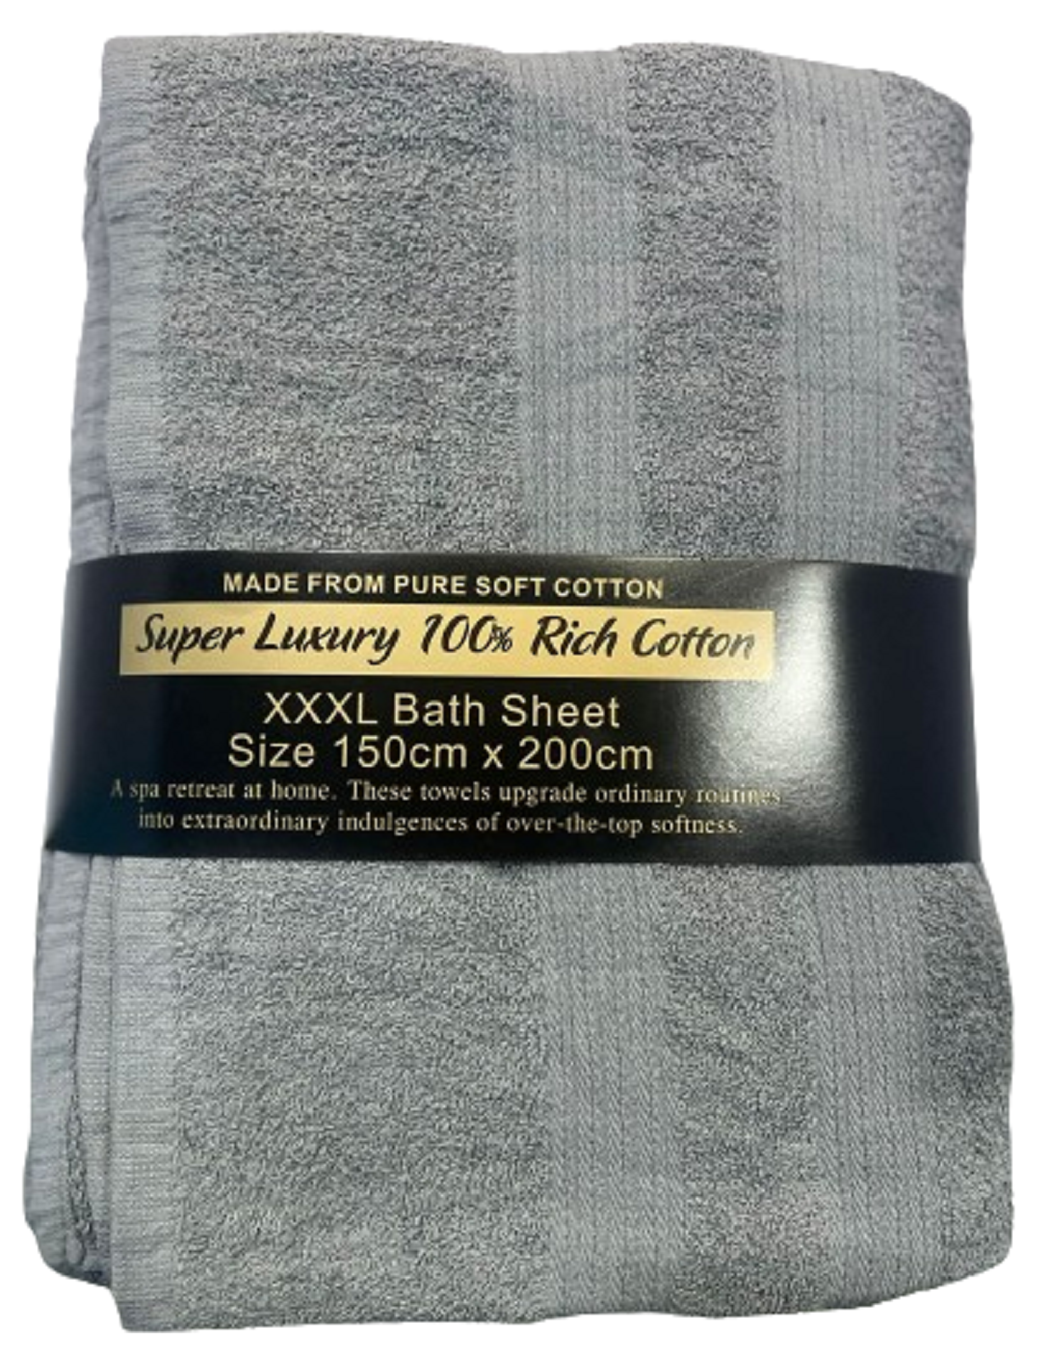 MADE FROM PURE SOFT COTTON
Super Luxury 100% Rich Cotton
XXXL Bath Sheet
Size 150cm x 200cm
A spa retreat at home. These towels upgrade ordinary routines
into extraordinary indulgences of over-the-top softness.